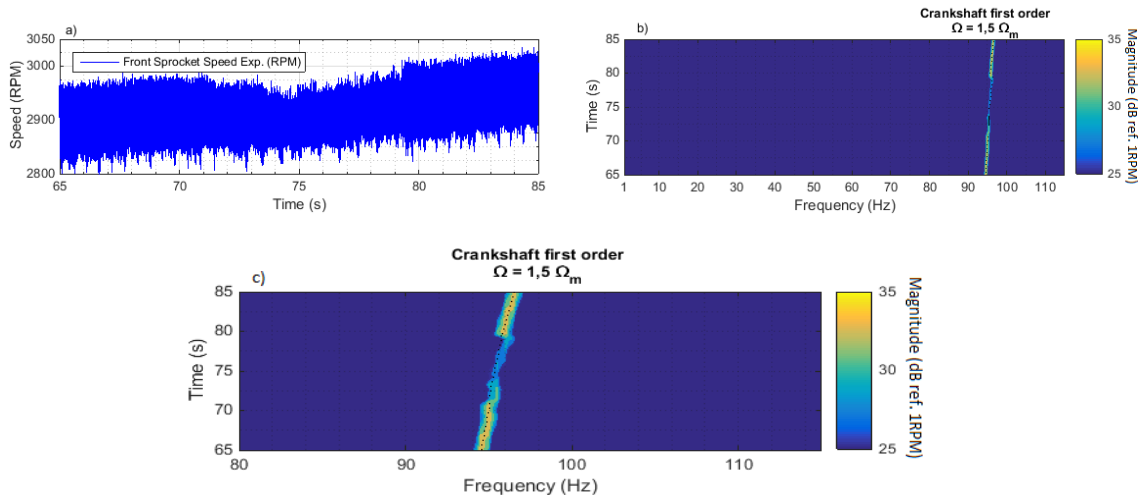 a)
3050
3000
2900
2800
Speed (RPM)
Front Sprocket Speed Exp. (RPM)
65 70 75 80 85
Time (s)
b)
Crankshaft first order
Ω = 1,5 Ωm
85
80
75
70
65
Time (s)
1 10 20 30 40 50 60 70 80 90 100 110
Frequency (Hz)
35
30
25
Magnitude (dB ref. 1RPM)
c)
Crankshaft first order
Ω = 1,5 Ωm
85
80
75
70
65
Time (s)
80 90 100 110
Frequency (Hz)
35
30
25
Magnitude (dB ref. 1RPM)